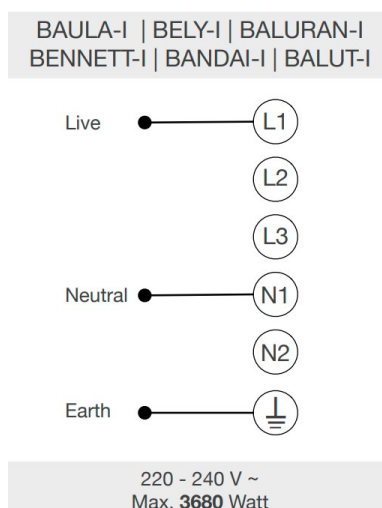 BAULA-I | BELY-I | BALURAN-I
BENNETT-I | BANDAI-I | BALUT-I
Live L1
L2
L3
Neutral N1
N2
Earth
220 - 240 V ~
Max. 3680 Watt